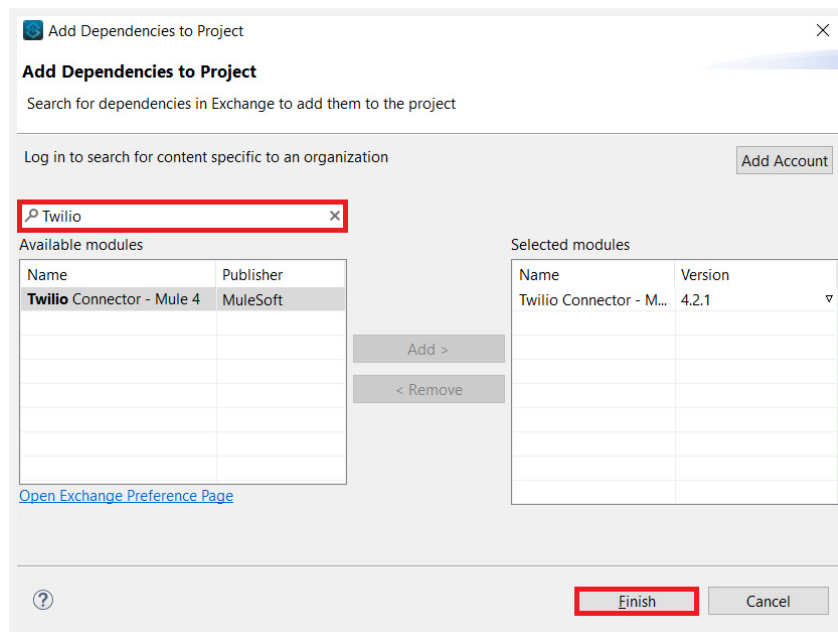 Add Dependencies to Project
Add Dependencies to Project
Search for dependencies in Exchange to add them to the project
Log in to search for content specific to an organization
Add Account
Twilio
Available modules
Name Publisher
Twilio Connector - Mule 4 MuleSoft
Add >
< Remove
Selected modules
Name Version
Twilio Connector - M... 4.2.1
Open Exchange Preference Page
?
Finish
Cancel